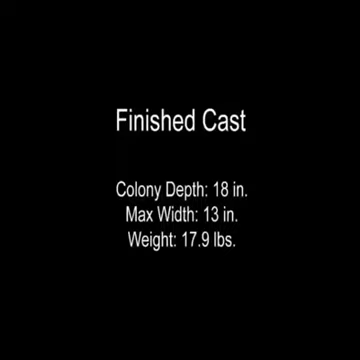 Finished Cast
Colony Depth: 18 in.
Max Width: 13 in.
Weight: 17.9 lbs.